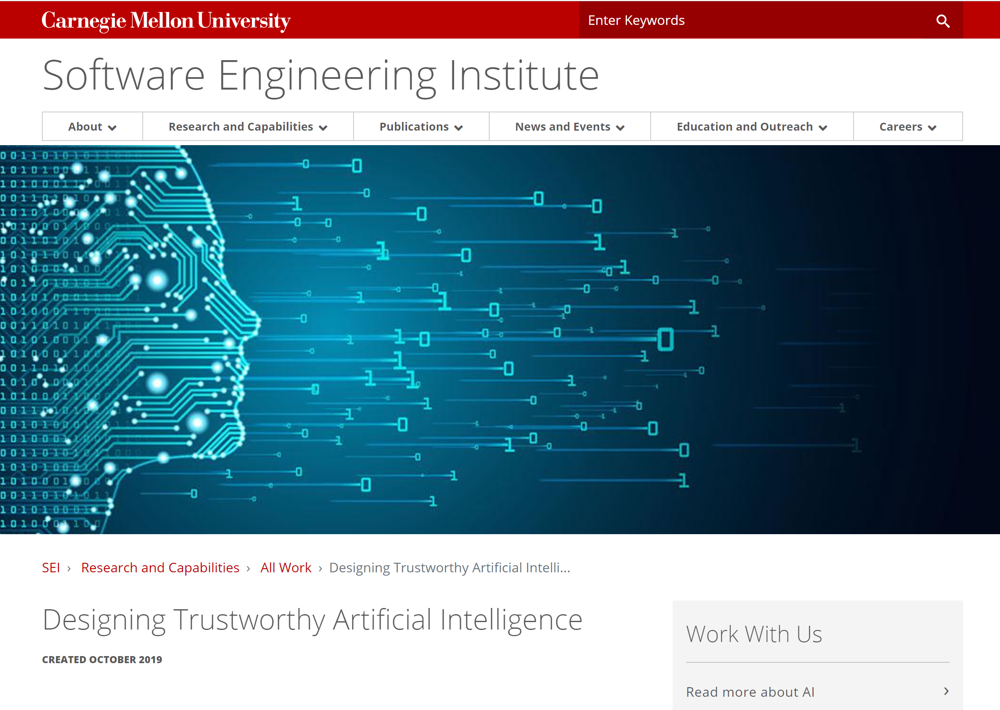 Carnegie Mellon University
Enter Keywords
Software Engineering Institute
About
Research and Capabilities
Publications
News and Events
Education and Outreach
Careers
SEI › Research and Capabilities › All Work › Designing Trustworthy Artificial Intelli...
Designing Trustworthy Artificial Intelligence
CREATED OCTOBER 2019
Work With Us
Read more about AI